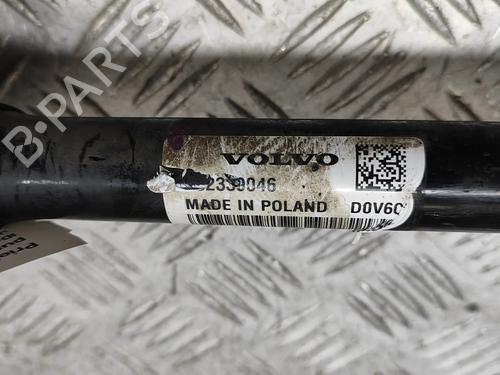 B-PARTS
VOLVO
2339046
MADE IN POLAND D0V6C